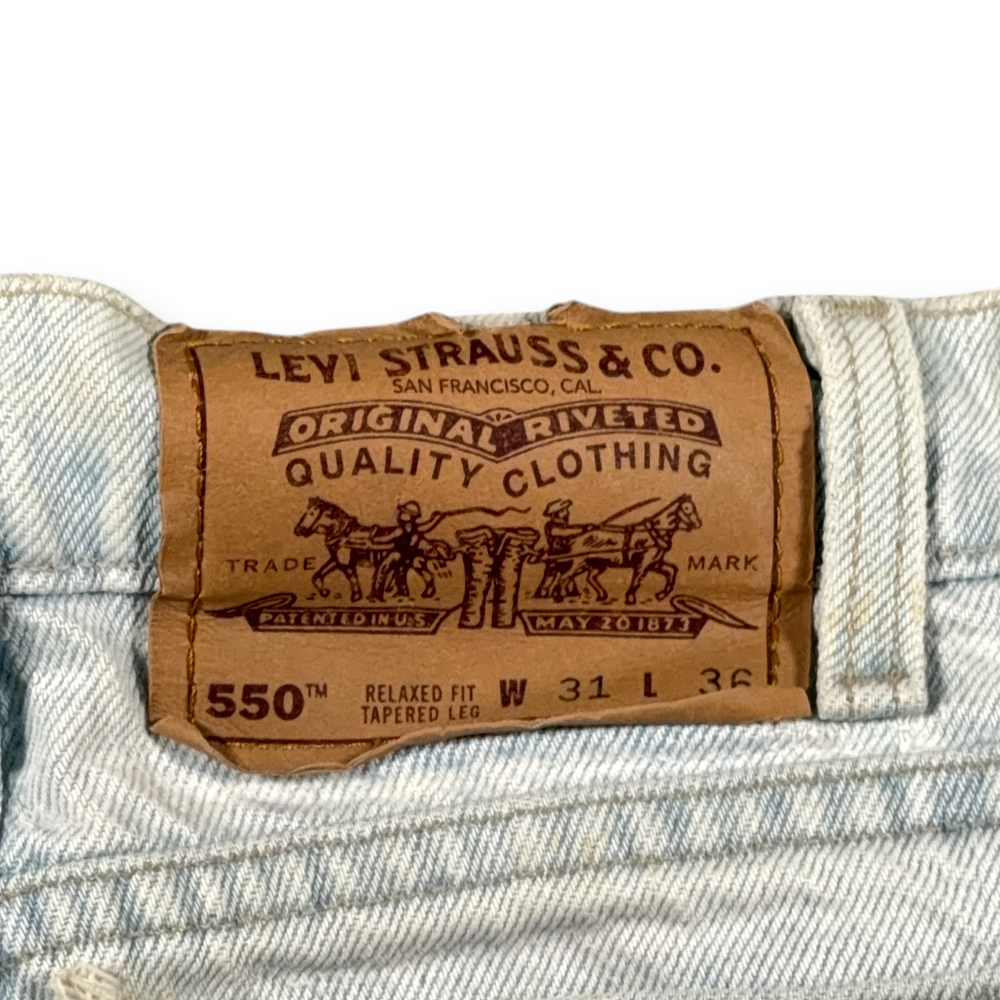 LEVI STRAUSS & CO.
SAN FRANCISCO, CAL.
ORIGINAL RIVETED
QUALITY CLOTHING
TRADE MARK
PATENTED IN U.S. MAY 20 1873
550™ RELAXED FIT W 31 L 36
TAPERED LEG